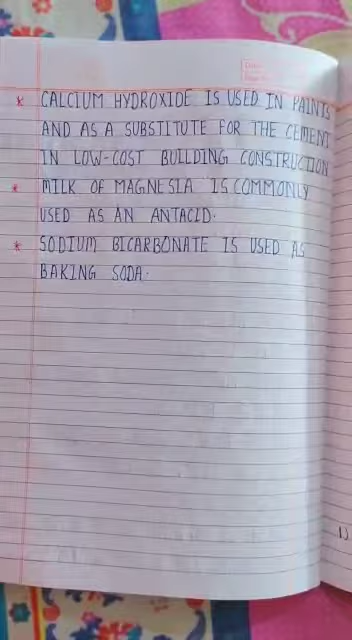 * CALCIUM HYDROXIDE IS USED IN PAINTS
AND AS A SUBSTITUTE FOR THE CEMENT
IN LOW-COST BUILDING CONSTRUCTION
* MILK OF MAGNESIA IS COMMONLY
USED AS AN ANTACID.
* SODIUM BICARBONATE IS USED AS
BAKING SODA.